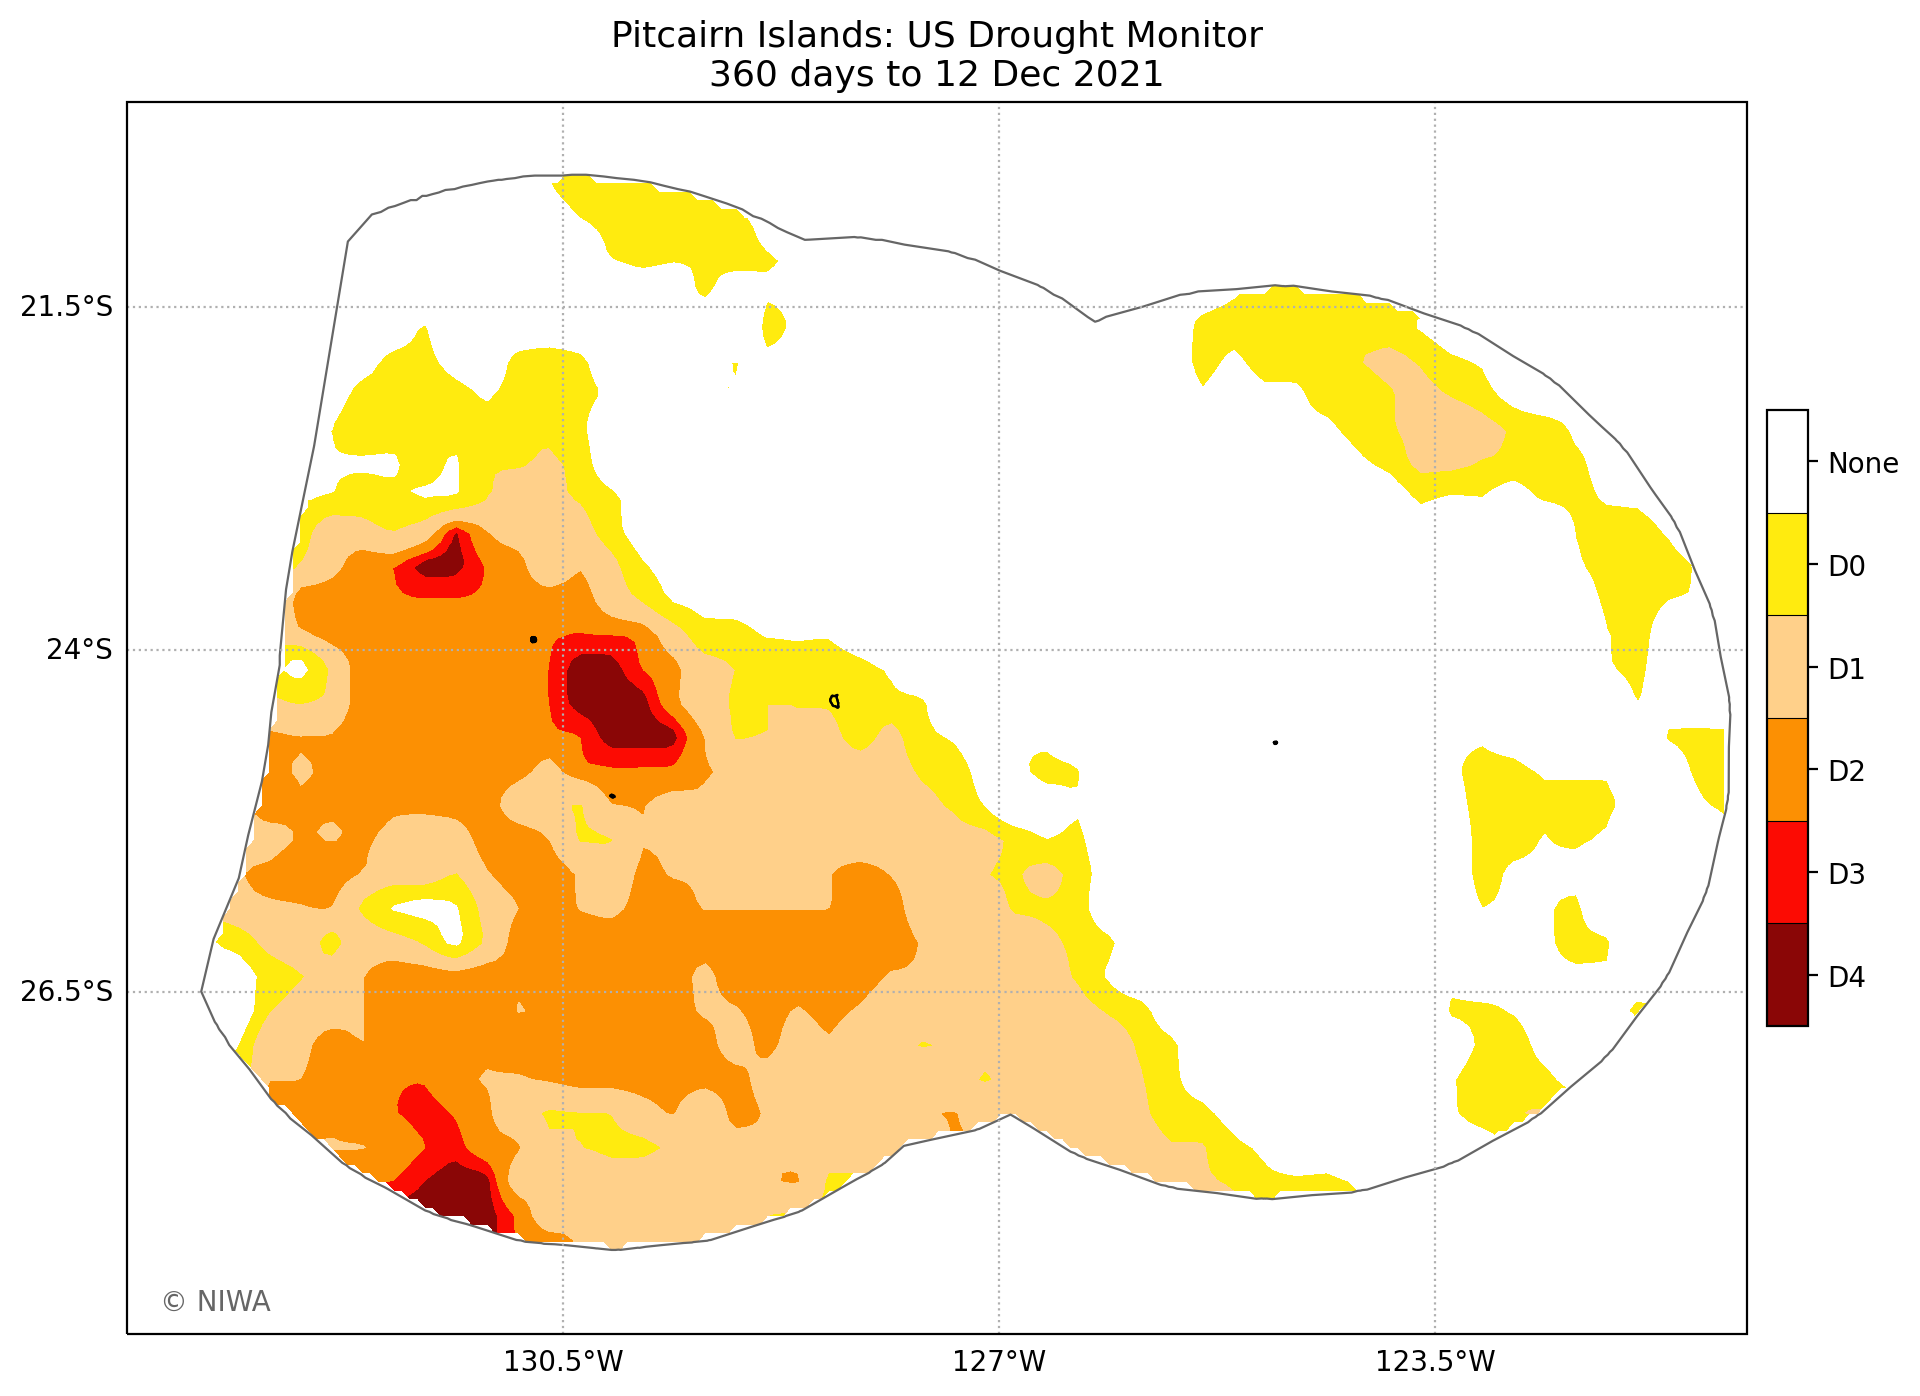 Pitcairn Islands: US Drought Monitor
360 days to 12 Dec 2021
21.5°S
24°S
26.5°S
130.5°W
127°W
123.5°W
None
D0
D1
D2
D3
D4
© NIWA